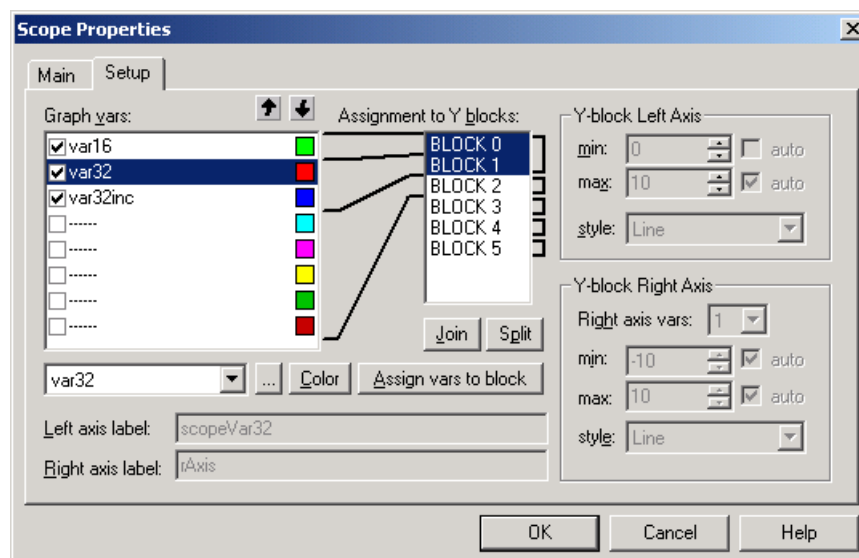 Scope Properties
Main Setup
Graph vars:
var16
var32
var32inc
------
------
------
------
------
Assignment to Y blocks:
BLOCK 0
BLOCK 1
BLOCK 2
BLOCK 3
BLOCK 4
BLOCK 5
Join Split
var32 ... Color Assign vars to block
Left axis label: scopeVar32
Right axis label: rAxis
Y-block Left Axis
min: 0 auto
max: 10 auto
style: Line
Y-block Right Axis
Right axis vars: 1
min: -10 auto
max: 10 auto
style: Line
OK Cancel Help